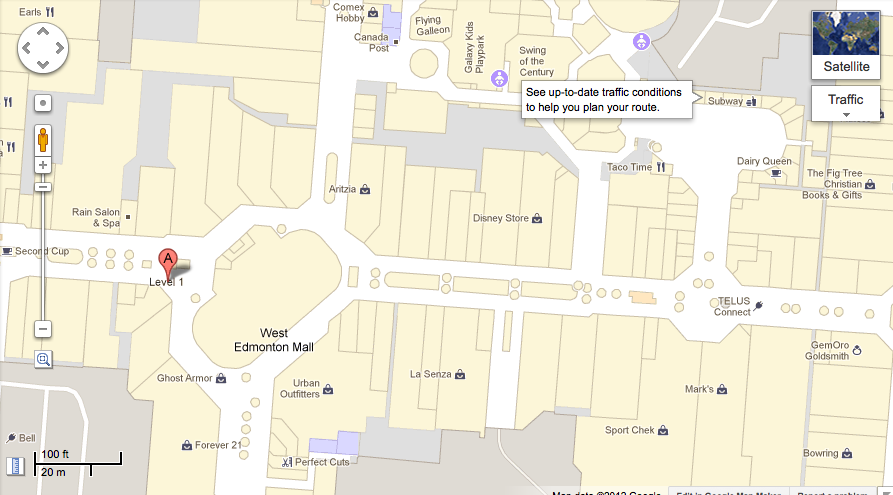 Earls
Comex
Hobby
Canada
Post
Flying
Galleon
Galaxy Kids
Playpark
Swing of
the Century
See up-to-date traffic conditions
to help you plan your route.
Subway
Satellite
Traffic
Taco Time
Dairy Queen
The Fig Tree
Christian
Books & Gifts
Aritzia
Disney Store
Rain Salon
& Spa
Second Cup
A
Level 1
West
Edmonton Mall
TELUS
Connect
GemOro
Goldsmith
Ghost Armor
Urban
Outfitters
La Senza
Mark's
Bell
Forever 21
Perfect Cuts
Sport Chek
Bowring
100 ft
20 m
Map data ©2012 Google
Edit in Google Map Maker
Report a problem